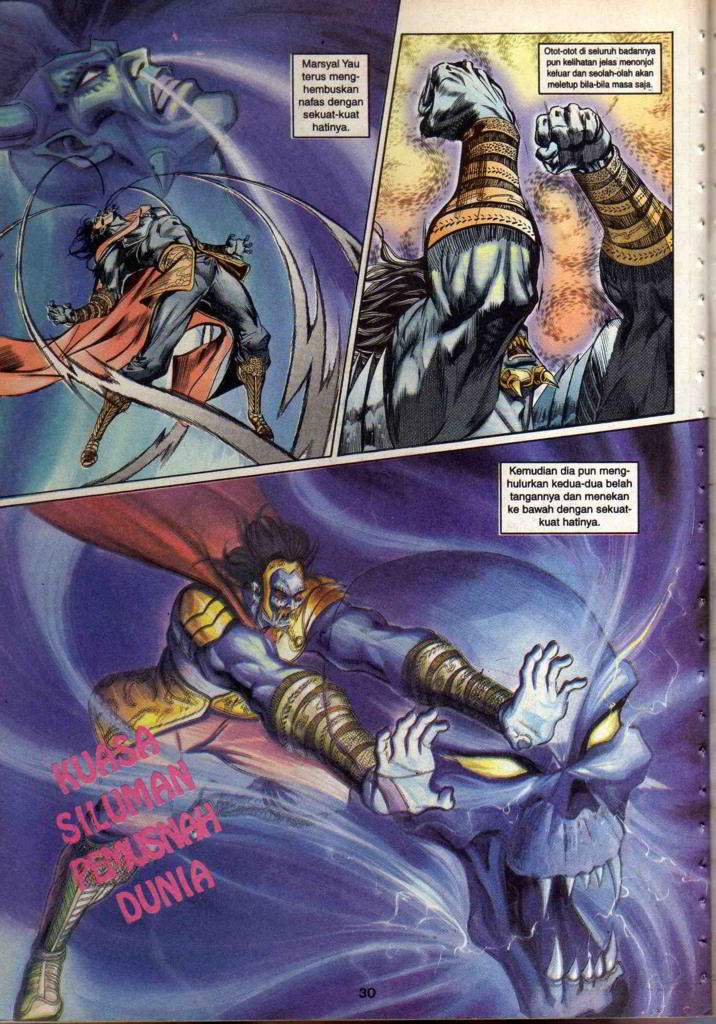 Marsyal Yau
terus meng-
hembuskan
nafas dengan
sekuat-kuat
hatinya.
Otot-otot di seluruh badannya
pun kelihatan jelas menonjol
keluar dan seolah-olah akan
meletup bila-bila masa saja.
Kemudian dia pun meng-
hulurkan kedua-dua belah
tangannya dan menekan
ke bawah dengan sekuat-
kuat hatinya.
KUASA
SILUMAN
PEMUSNAH
DUNIA
30